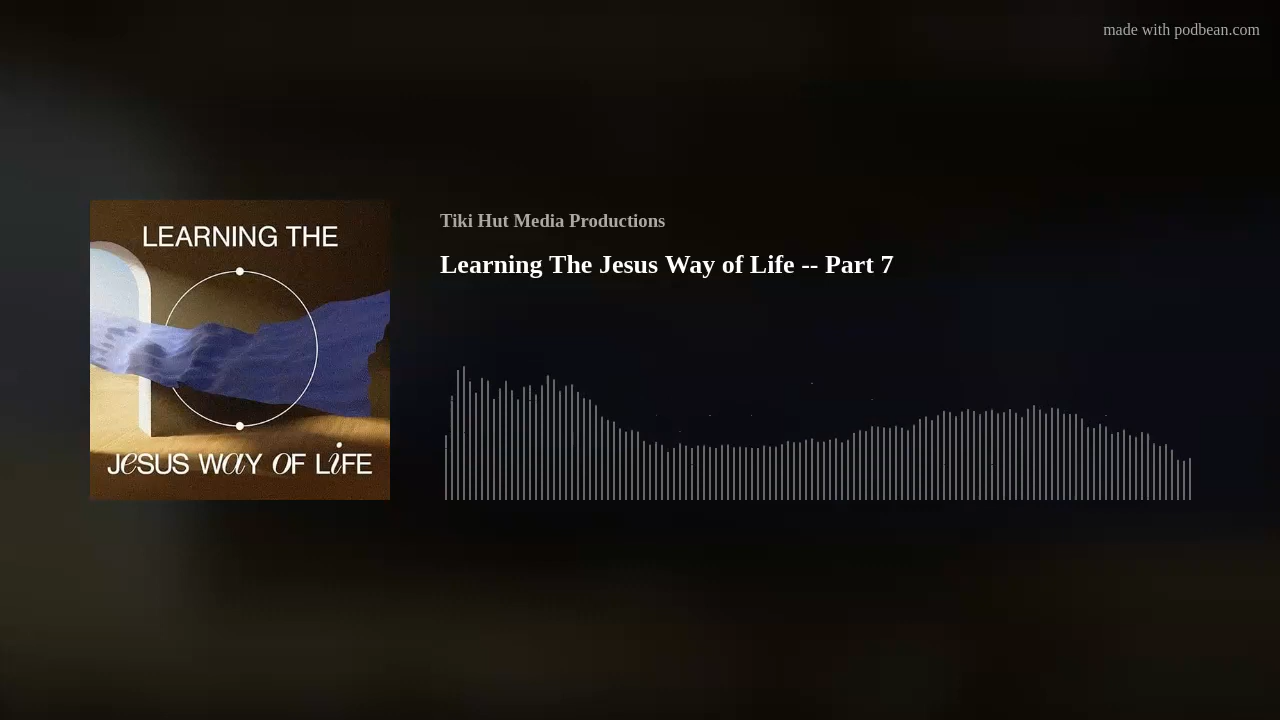 made with podbean.com
LEARNING THE
JESUS WAY OF LiFE
Tiki Hut Media Productions
Learning The Jesus Way of Life -- Part 7